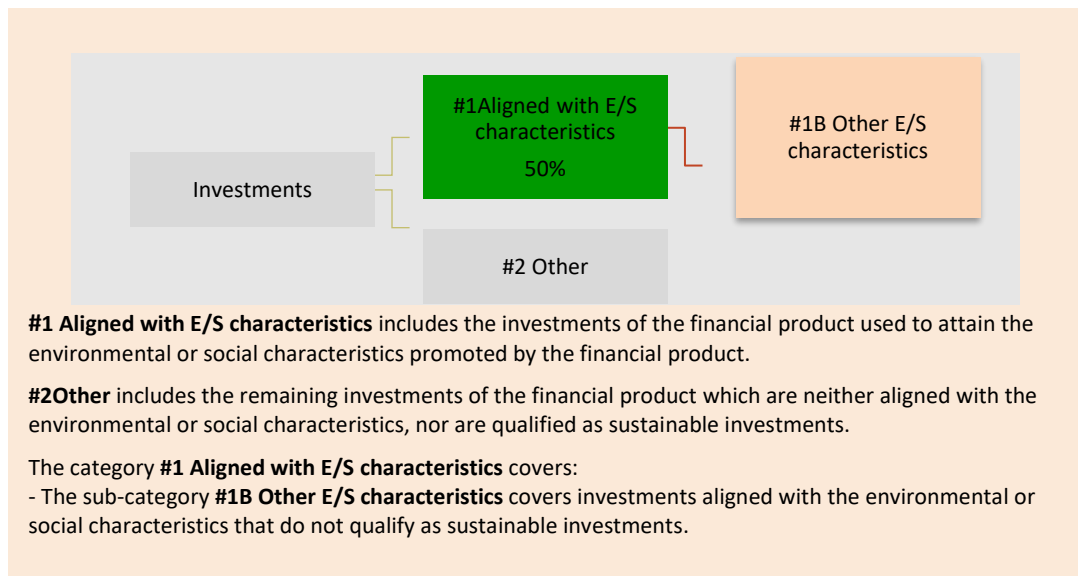 #1Aligned with E/S
characteristics
50%
#1B Other E/S
characteristics
Investments
#2 Other
#1 Aligned with E/S characteristics includes the investments of the financial product used to attain the
environmental or social characteristics promoted by the financial product.
#2Other includes the remaining investments of the financial product which are neither aligned with the
environmental or social characteristics, nor are qualified as sustainable investments.
The category #1 Aligned with E/S characteristics covers:
- The sub-category #1B Other E/S characteristics covers investments aligned with the environmental or
social characteristics that do not qualify as sustainable investments.